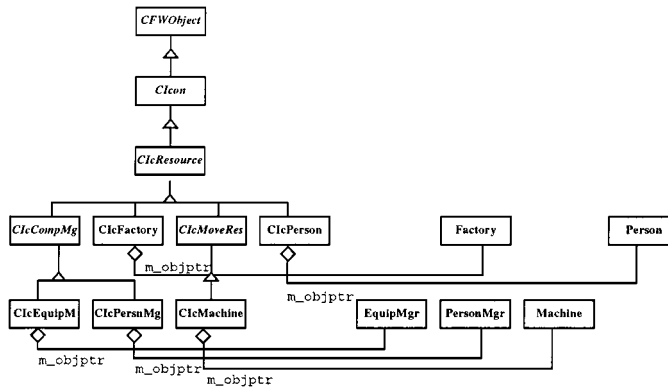 CFWObject
CIcon
CIcResource
CIcCompMg CIcFactory CIcMoveRes CIcPerson Factory Person
m_objptr
m_objptr
CIcEquipM CIcPersnMg CIcMachine EquipMgr PersonMgr Machine
m_objptr m_objptr
m_objptr